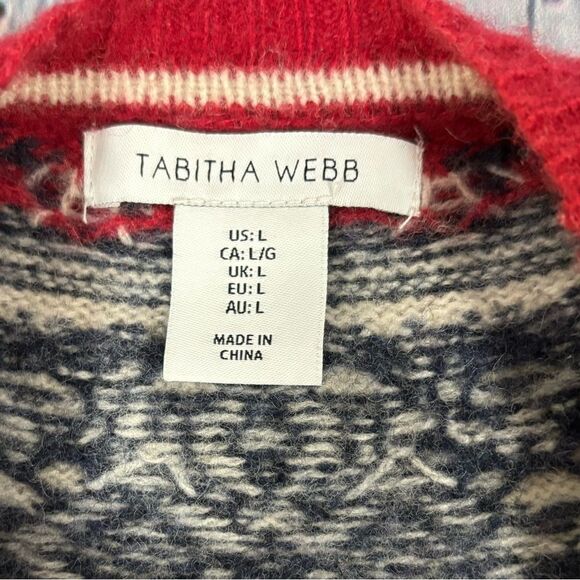 TABITHA WEBB
US: L
CA: L/G
UK: L
EU: L
AU: L
MADE IN
CHINA